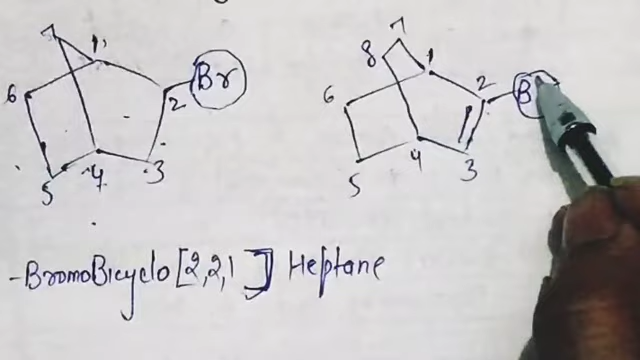 7 1 Br 2 3 4 5 6
7 8 1 2 B 3 4 5 6
-BromoBicyclo [2,2,1] Heptane